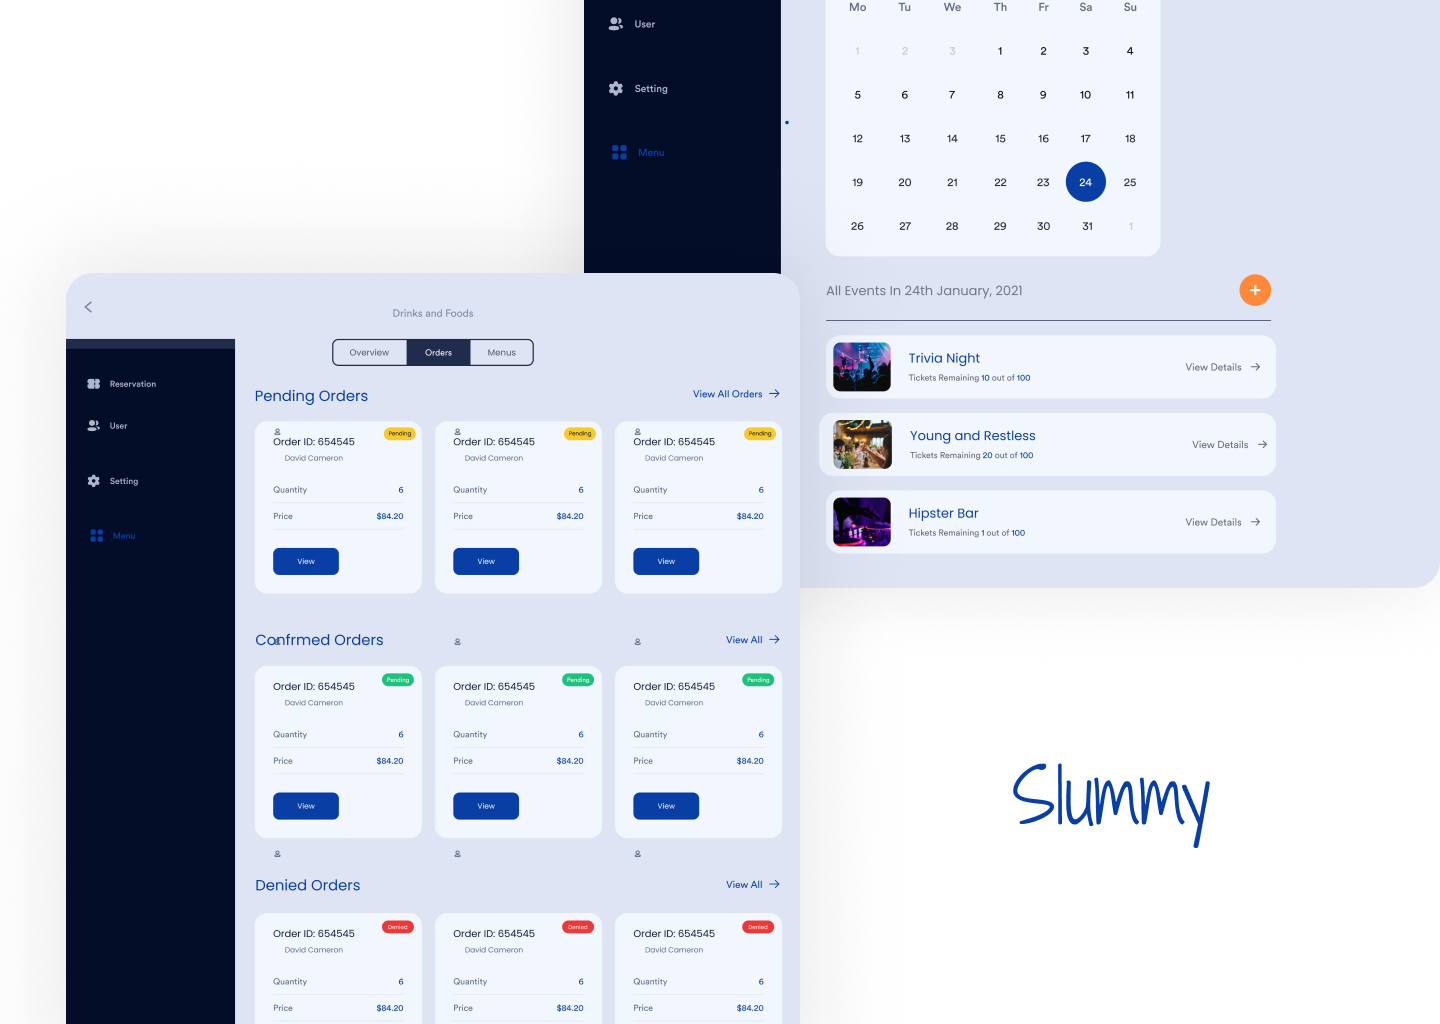 Mo Tu We Th Fr Sa Su
1 2 3 1 2 3 4
5 6 7 8 9 10 11
12 13 14 15 16 17 18
19 20 21 22 23 24 25
26 27 28 29 30 31 1
User
Setting
Menu
All Events In 24th January, 2021
Trivia Night
Tickets Remaining 10 out of 100
View Details
Young and Restless
Tickets Remaining 20 out of 100
View Details
Hipster Bar
Tickets Remaining 1 out of 100
View Details
Drinks and Foods
Overview Orders Menus
Reservation
User
Setting
Menu
Pending Orders
View All Orders
Pending
Order ID: 654545
David Cameron
Quantity 6
Price $84.20
View
Pending
Order ID: 654545
David Cameron
Quantity 6
Price $84.20
View
Pending
Order ID: 654545
David Cameron
Quantity 6
Price $84.20
View
Confrmed Orders
View All
Pending
Order ID: 654545
David Cameron
Quantity 6
Price $84.20
View
Pending
Order ID: 654545
David Cameron
Quantity 6
Price $84.20
View
Pending
Order ID: 654545
David Cameron
Quantity 6
Price $84.20
View
Denied Orders
View All
Denied
Order ID: 654545
David Cameron
Quantity 6
Price $84.20
Denied
Order ID: 654545
David Cameron
Quantity 6
Price $84.20
Denied
Order ID: 654545
David Cameron
Quantity 6
Price $84.20
Slummy